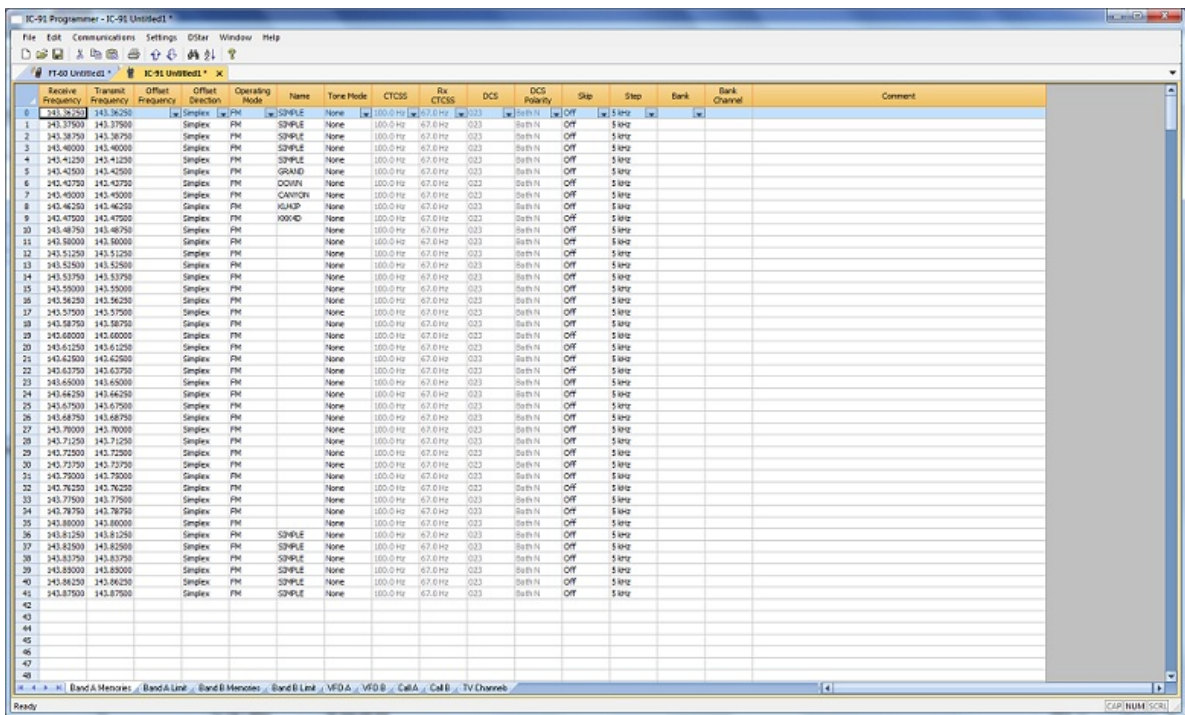 IC-91 Programmer - IC-91 Untitled1 *
File Edit Communications Settings DStar Window Help
FT-60 Untitled1 * IC-91 Untitled1 *
Receive Frequency Transmit Frequency Offset Frequency Offset Direction Operating Mode Name Tone Mode CTCSS Rx CTCSS DCS DCS Polarity Skip Step Bank Bank Channel Comment
0 143.36250 143.36250 Simplex FM SIMPLE None 100.0 Hz 67.0 Hz 023 Both N Off 5 kHz
1 143.37500 143.37500 Simplex FM SIMPLE None 100.0 Hz 67.0 Hz 023 Both N Off 5 kHz
2 143.38750 143.38750 Simplex FM SIMPLE None 100.0 Hz 67.0 Hz 023 Both N Off 5 kHz
3 143.40000 143.40000 Simplex FM SIMPLE None 100.0 Hz 67.0 Hz 023 Both N Off 5 kHz
4 143.41250 143.41250 Simplex FM SIMPLE None 100.0 Hz 67.0 Hz 023 Both N Off 5 kHz
5 143.42500 143.42500 Simplex FM GRAND None 100.0 Hz 67.0 Hz 023 Both N Off 5 kHz
6 143.43750 143.43750 Simplex FM DOWN None 100.0 Hz 67.0 Hz 023 Both N Off 5 kHz
7 143.45000 143.45000 Simplex FM CANYON None 100.0 Hz 67.0 Hz 023 Both N Off 5 kHz
8 143.46250 143.46250 Simplex FM None 100.0 Hz 67.0 Hz 023 Both N Off 5 kHz
9 143.47500 143.47500 Simplex FM None 100.0 Hz 67.0 Hz 023 Both N Off 5 kHz
10 143.48750 143.48750 Simplex FM None 100.0 Hz 67.0 Hz 023 Both N Off 5 kHz
11 143.50000 143.50000 Simplex FM None 100.0 Hz 67.0 Hz 023 Both N Off 5 kHz
12 143.51250 143.51250 Simplex FM None 100.0 Hz 67.0 Hz 023 Both N Off 5 kHz
13 143.52500 143.52500 Simplex FM None 100.0 Hz 67.0 Hz 023 Both N Off 5 kHz
14 143.53750 143.53750 Simplex FM None 100.0 Hz 67.0 Hz 023 Both N Off 5 kHz
15 143.55000 143.55000 Simplex FM None 100.0 Hz 67.0 Hz 023 Both N Off 5 kHz
16 143.56250 143.56250 Simplex FM None 100.0 Hz 67.0 Hz 023 Both N Off 5 kHz
17 143.57500 143.57500 Simplex FM None 100.0 Hz 67.0 Hz 023 Both N Off 5 kHz
18 143.58750 143.58750 Simplex FM None 100.0 Hz 67.0 Hz 023 Both N Off 5 kHz
19 143.60000 143.60000 Simplex FM None 100.0 Hz 67.0 Hz 023 Both N Off 5 kHz
20 143.61250 143.61250 Simplex FM None 100.0 Hz 67.0 Hz 023 Both N Off 5 kHz
21 143.62500 143.62500 Simplex FM None 100.0 Hz 67.0 Hz 023 Both N Off 5 kHz
22 143.63750 143.63750 Simplex FM None 100.0 Hz 67.0 Hz 023 Both N Off 5 kHz
23 143.65000 143.65000 Simplex FM None 100.0 Hz 67.0 Hz 023 Both N Off 5 kHz
24 143.66250 143.66250 Simplex FM None 100.0 Hz 67.0 Hz 023 Both N Off 5 kHz
25 143.67500 143.67500 Simplex FM None 100.0 Hz 67.0 Hz 023 Both N Off 5 kHz
26 143.68750 143.68750 Simplex FM None 100.0 Hz 67.0 Hz 023 Both N Off 5 kHz
27 143.70000 143.70000 Simplex FM None 100.0 Hz 67.0 Hz 023 Both N Off 5 kHz
28 143.71250 143.71250 Simplex FM None 100.0 Hz 67.0 Hz 023 Both N Off 5 kHz
29 143.72500 143.72500 Simplex FM None 100.0 Hz 67.0 Hz 023 Both N Off 5 kHz
30 143.73750 143.73750 Simplex FM None 100.0 Hz 67.0 Hz 023 Both N Off 5 kHz
31 143.75000 143.75000 Simplex FM None 100.0 Hz 67.0 Hz 023 Both N Off 5 kHz
32 143.76250 143.76250 Simplex FM None 100.0 Hz 67.0 Hz 023 Both N Off 5 kHz
33 143.77500 143.77500 Simplex FM None 100.0 Hz 67.0 Hz 023 Both N Off 5 kHz
34 143.78750 143.78750 Simplex FM None 100.0 Hz 67.0 Hz 023 Both N Off 5 kHz
35 143.80000 143.80000 Simplex FM None 100.0 Hz 67.0 Hz 023 Both N Off 5 kHz
36 143.81250 143.81250 Simplex FM SIMPLE None 100.0 Hz 67.0 Hz 023 Both N Off 5 kHz
37 143.82500 143.82500 Simplex FM SIMPLE None 100.0 Hz 67.0 Hz 023 Both N Off 5 kHz
38 143.83750 143.83750 Simplex FM SIMPLE None 100.0 Hz 67.0 Hz 023 Both N Off 5 kHz
39 143.85000 143.85000 Simplex FM SIMPLE None 100.0 Hz 67.0 Hz 023 Both N Off 5 kHz
40 143.86250 143.86250 Simplex FM SIMPLE None 100.0 Hz 67.0 Hz 023 Both N Off 5 kHz
41 143.87500 143.87500 Simplex FM SIMPLE None 100.0 Hz 67.0 Hz 023 Both N Off 5 kHz
42
43
44
45
46
47
48
Band A Memories Band A Limit Band B Memories Band B Limit VFO A VFO B Call A Call B TV Channels
Ready CAP NUM SCRL